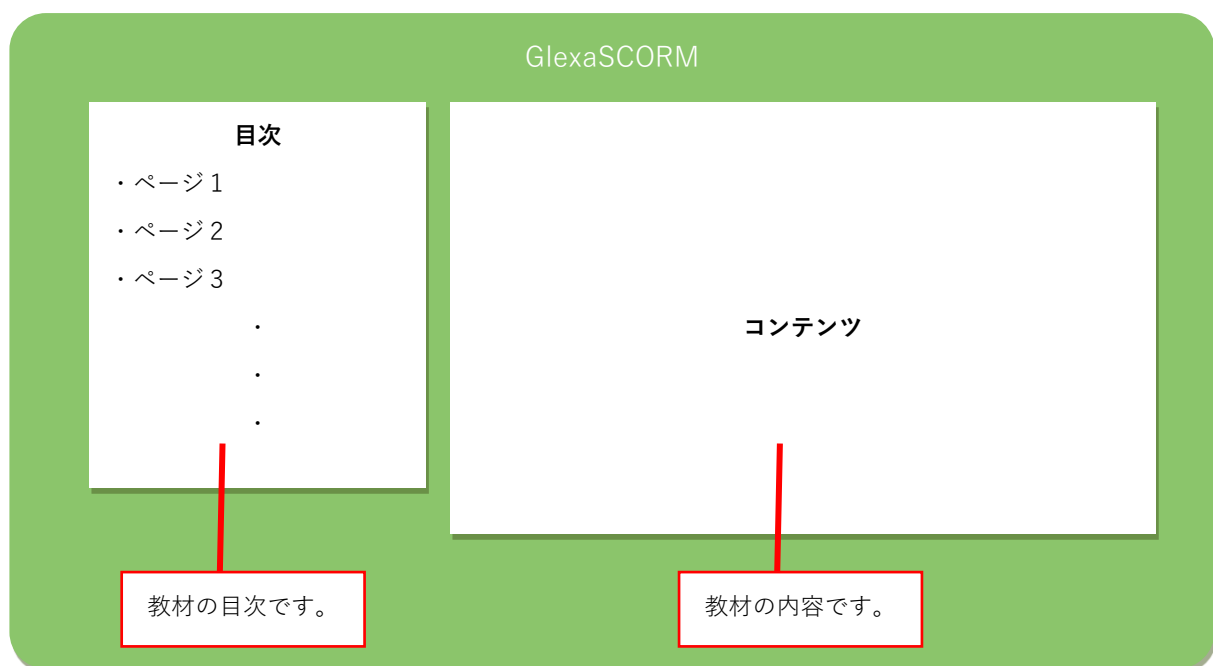 GlexaSCORM
目次
・ページ１
・ページ２
・ページ３
・
・
・
コンテンツ
教材の目次です。
教材の内容です。